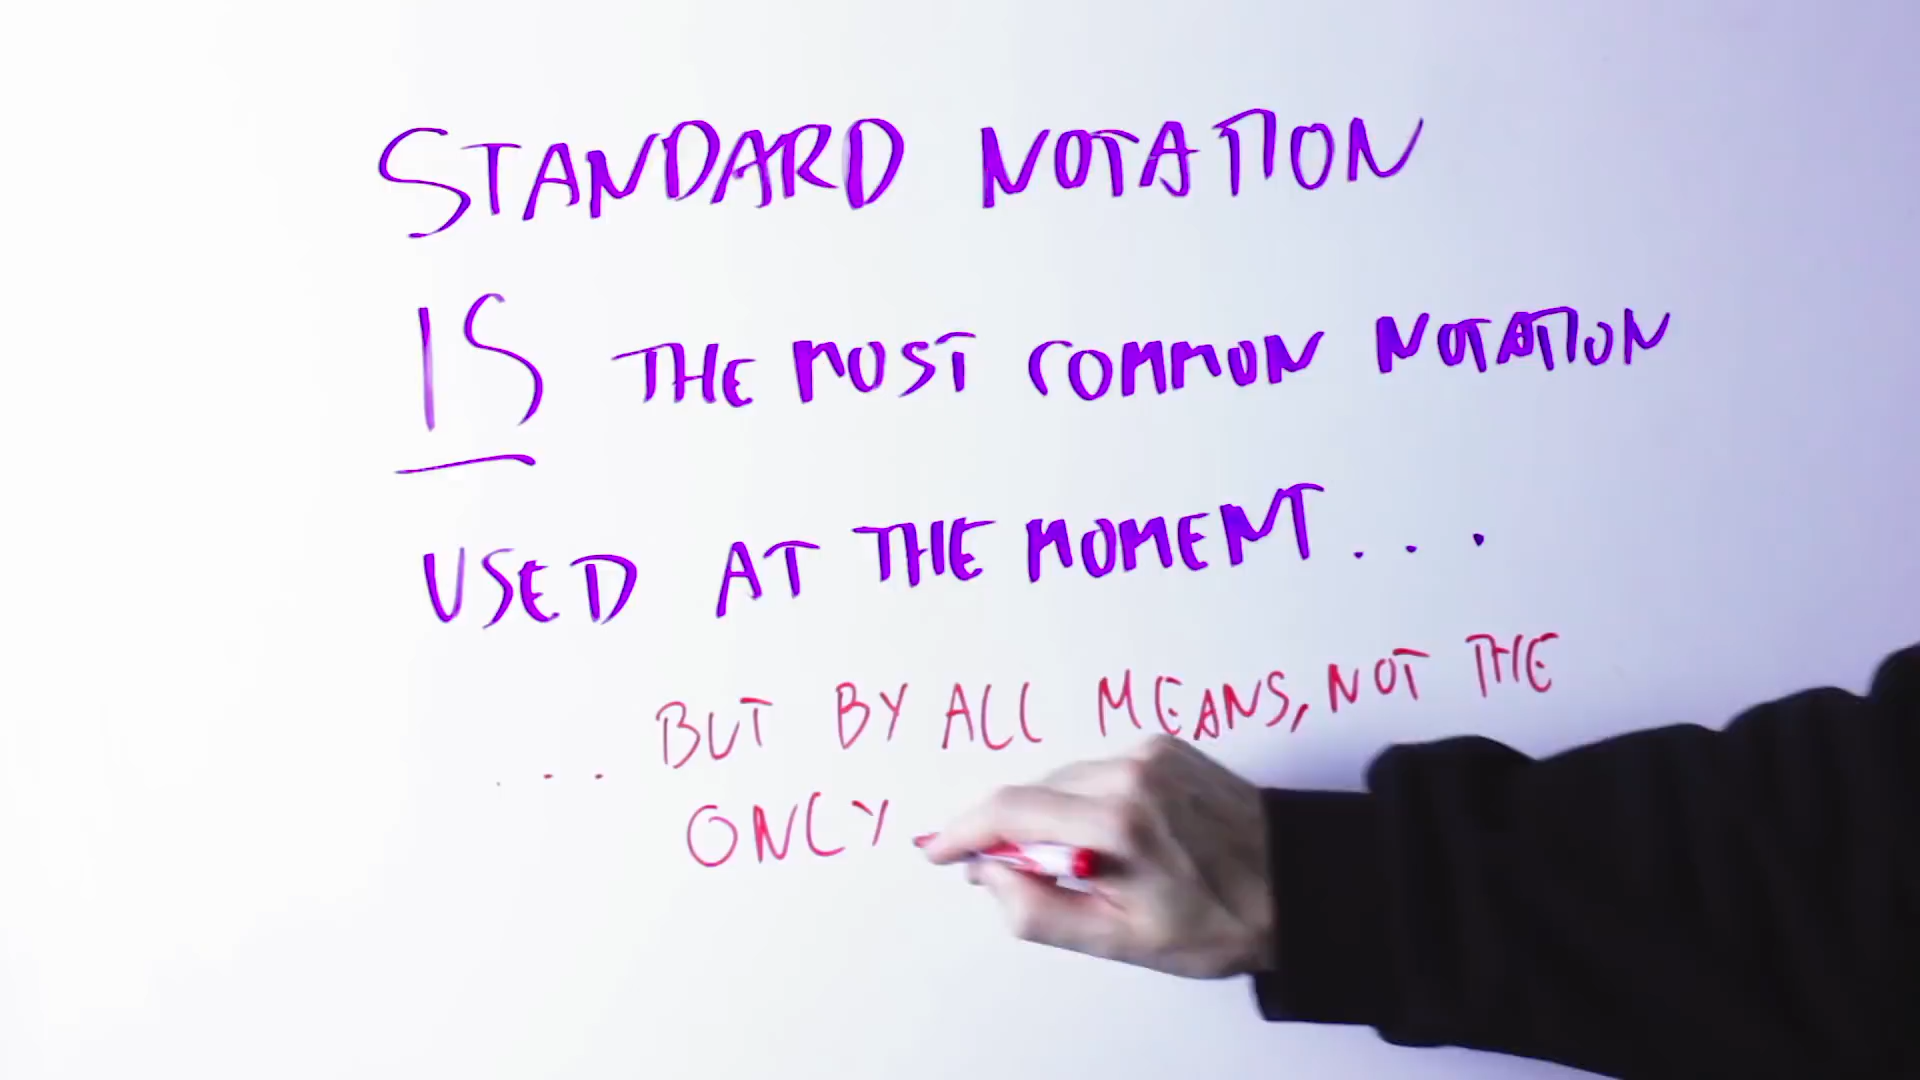 STANDARD NOTATION
IS THE MOST COMMON NOTATION
USED AT THE MOMENT...
... BUT BY ALL MEANS, NOT THE
ONLY